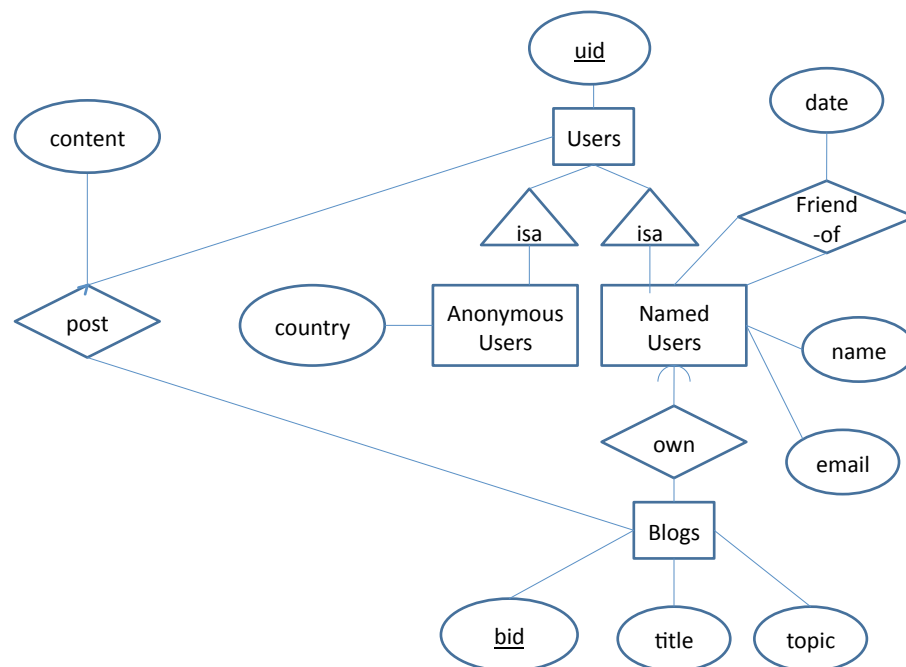 uid
date
content
Users
Friend
-of
isa
isa
Anonymous
Users
Named
Users
post
country
name
own
email
Blogs
bid
title
topic